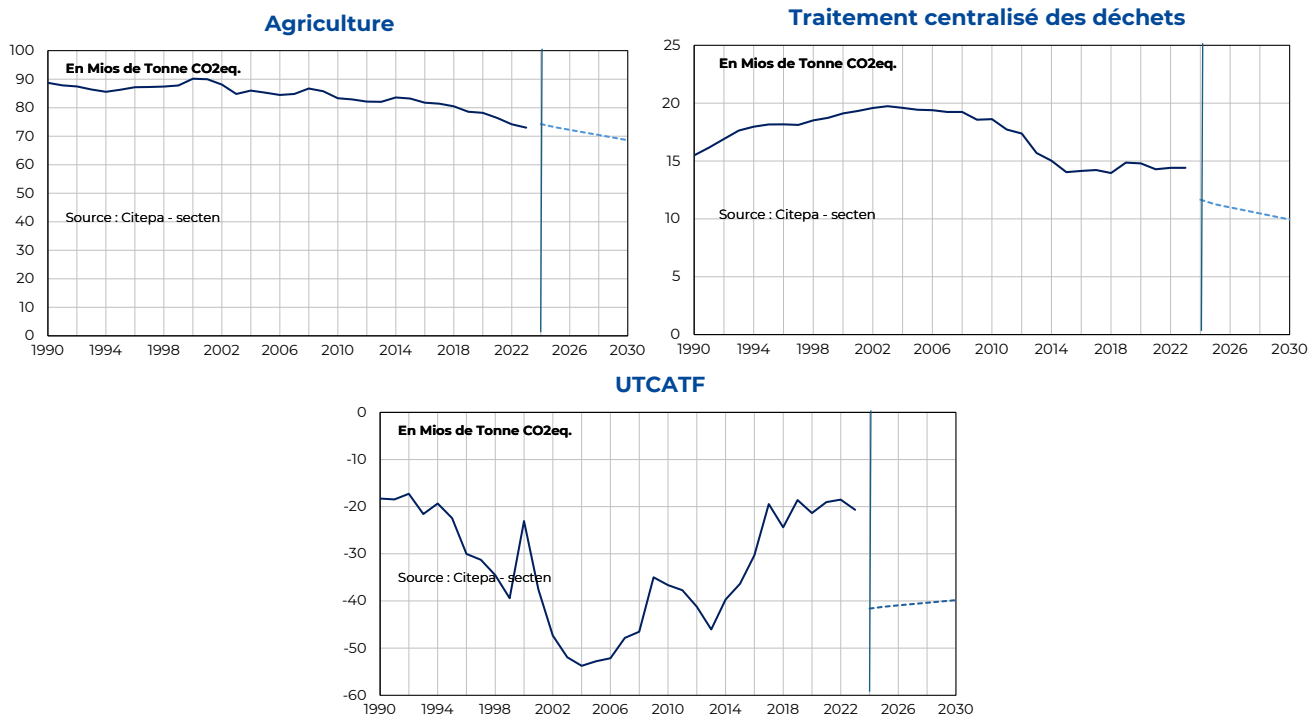 Agriculture
En Mios de Tonne CO2eq.
Source : Citepa - secten
100
90
80
70
60
50
40
30
20
10
0
1990 1994 1998 2002 2006 2010 2014 2018 2022 2026 2030
Traitement centralisé des déchets
En Mios de Tonne CO2eq.
Source : Citepa - secten
25
20
15
10
5
0
1990 1994 1998 2002 2006 2010 2014 2018 2022 2026 2030
UTCATF
En Mios de Tonne CO2eq.
Source : Citepa - secten
0
-10
-20
-30
-40
-50
-60
1990 1994 1998 2002 2006 2010 2014 2018 2022 2026 2030